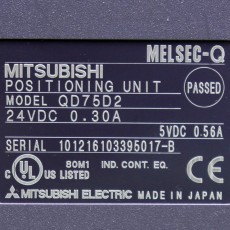 MELSEC-Q
MITSUBISHI
POSITIONING UNIT
PASSED
MODEL QD75D2
24VDC 0.30A
5VDC 0.56A
SERIAL 101216103395017-B
80M1 IND. CONT. EQ.
C UL US LISTED
MITSUBISHI ELECTRIC MADE IN JAPAN